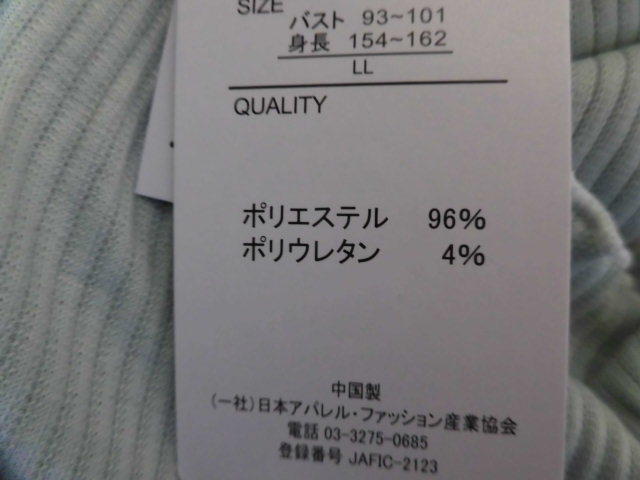 SIZE
バスト 93~101
身長 154~162
LL
QUALITY
ポリエステル 96%
ポリウレタン 4%
中国製
(一社)日本アパレル・ファッション産業協会
電話 03-3275-0685
登録番号 JAFIC-2123